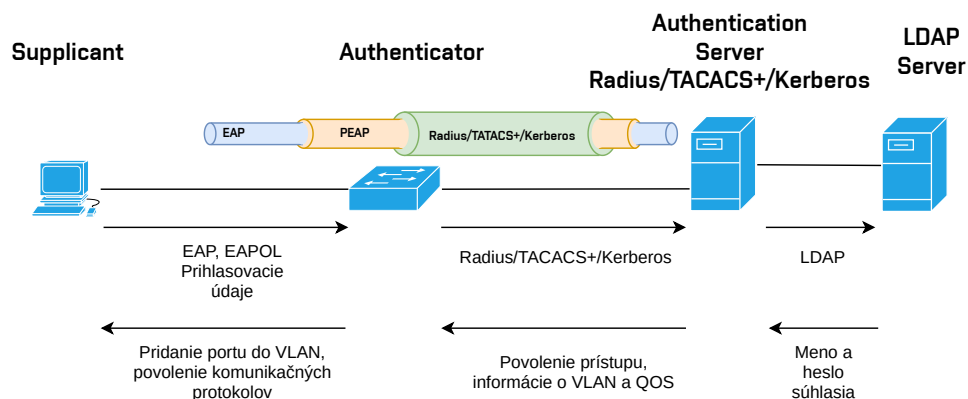 Supplicant
Authenticator
Authentication
Server
Radius/TACACS+/Kerberos
LDAP
Server
EAP
PEAP
Radius/TATACS+/Kerberos
EAP, EAPOL
Prihlasovacie
údaje
Radius/TACACS+/Kerberos
LDAP
Pridanie portu do VLAN,
povolenie komunikačných
protokolov
Povolenie prístupu,
informácie o VLAN a QOS
Meno a
heslo
súhlasia